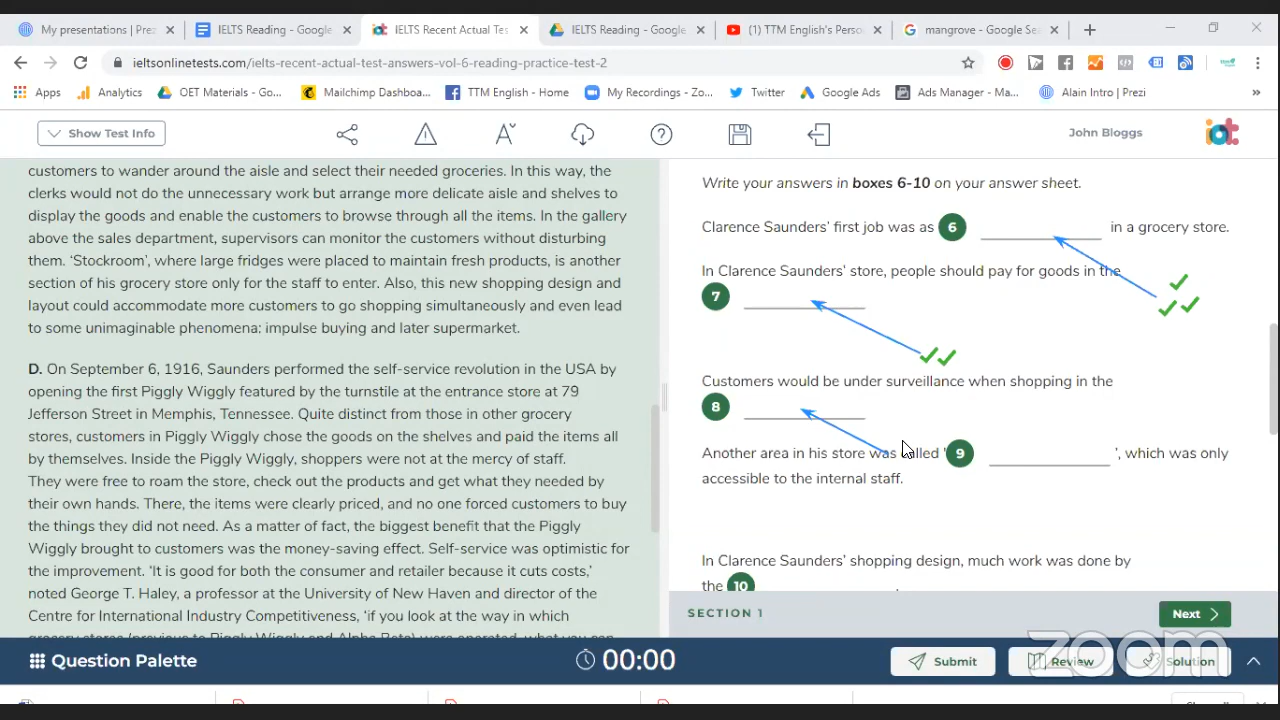 My presentations | Prez
IELTS Reading - Google
IELTS Recent Actual Tes
IELTS Reading - Google
(1) TTM English's Perso
mangrove - Google Sea
ieltsonlinetests.com/ielts-recent-actual-test-answers-vol-6-reading-practice-test-2
Apps
Analytics
OET Materials - Go...
Mailchimp Dashboa...
TTM English - Home
My Recordings - Zo...
Twitter
Google Ads
Ads Manager - Ma...
Alain Intro | Prezi
»
Show Test Info
John Bloggs
iot
customers to wander around the aisle and select their needed groceries. In this way, the
clerks would not do the unnecessary work but arrange more delicate aisle and shelves to
display the goods and enable the customers to browse through all the items. In the gallery
above the sales department, supervisors can monitor the customers without disturbing
them. ‘Stockroom’, where large fridges were placed to maintain fresh products, is another
section of his grocery store only for the staff to enter. Also, this new shopping design and
layout could accommodate more customers to go shopping simultaneously and even lead
to some unimaginable phenomena: impulse buying and later supermarket.
D. On September 6, 1916, Saunders performed the self-service revolution in the USA by
opening the first Piggly Wiggly featured by the turnstile at the entrance store at 79
Jefferson Street in Memphis, Tennessee. Quite distinct from those in other grocery
stores, customers in Piggly Wiggly chose the goods on the shelves and paid the items all
by themselves. Inside the Piggly Wiggly, shoppers were not at the mercy of staff.
They were free to roam the store, check out the products and get what they needed by
their own hands. There, the items were clearly priced, and no one forced customers to buy
the things they did not need. As a matter of fact, the biggest benefit that the Piggly
Wiggly brought to customers was the money-saving effect. Self-service was optimistic for
the improvement. ‘It is good for both the consumer and retailer because it cuts costs,’
noted George T. Haley, a professor at the University of New Haven and director of the
Centre for International Industry Competitiveness, ‘if you look at the way in which
grocery stores (previous to Piggly Wiggly and Alpha Beta) were operated, what you can
Write your answers in boxes 6-10 on your answer sheet.
Clarence Saunders’ first job was as 6 in a grocery store.
In Clarence Saunders’ store, people should pay for goods in the
7
Customers would be under surveillance when shopping in the
8
Another area in his store was called ‘ 9 ’, which was only
accessible to the internal staff.
In Clarence Saunders’ shopping design, much work was done by
the 10 .
SECTION 1
Next
Question Palette
00:00
Submit
Review
Solution
zoom